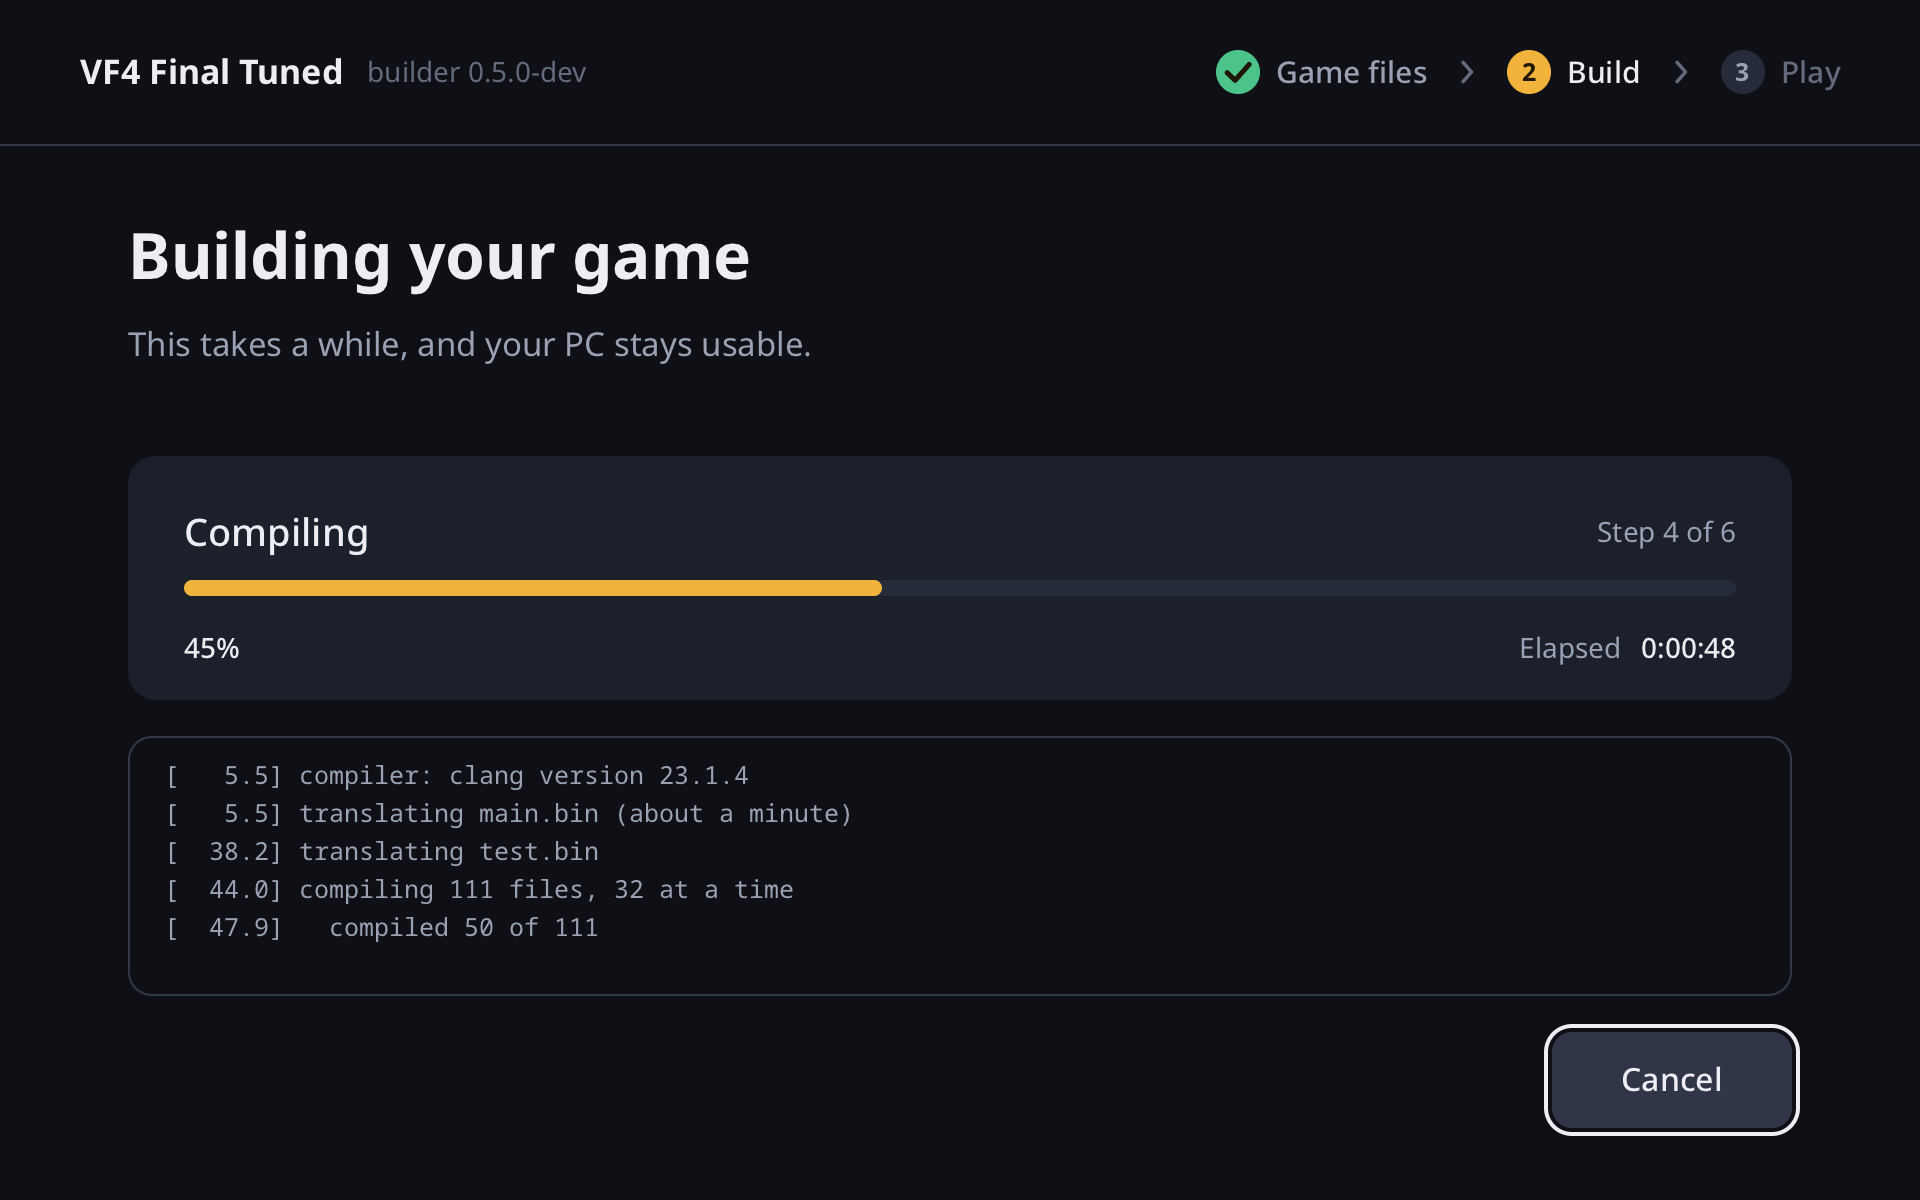 VF4 Final Tuned builder 0.5.0-dev
Game files
2 Build
3 Play
Building your game
This takes a while, and your PC stays usable.
Compiling
Step 4 of 6
45%
Elapsed 0:00:48
[   5.5] compiler: clang version 23.1.4
[   5.5] translating main.bin (about a minute)
[  38.2] translating test.bin
[  44.0] compiling 111 files, 32 at a time
[  47.9]   compiled 50 of 111
Cancel